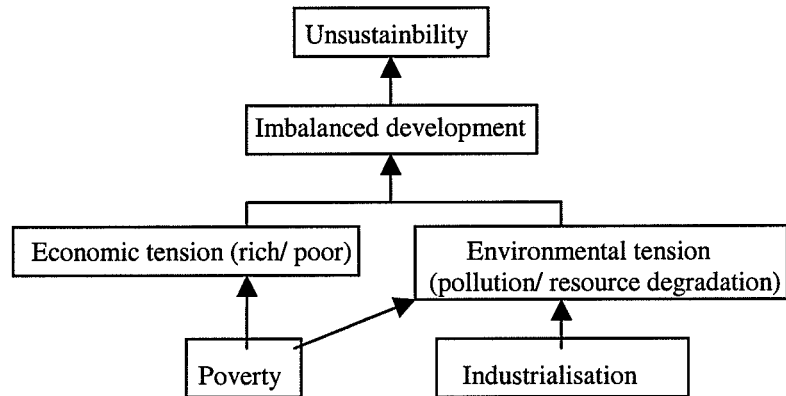 Unsustainbility
Imbalanced development
Economic tension (rich/ poor)
Environmental tension
(pollution/ resource degradation)
Poverty
Industrialisation